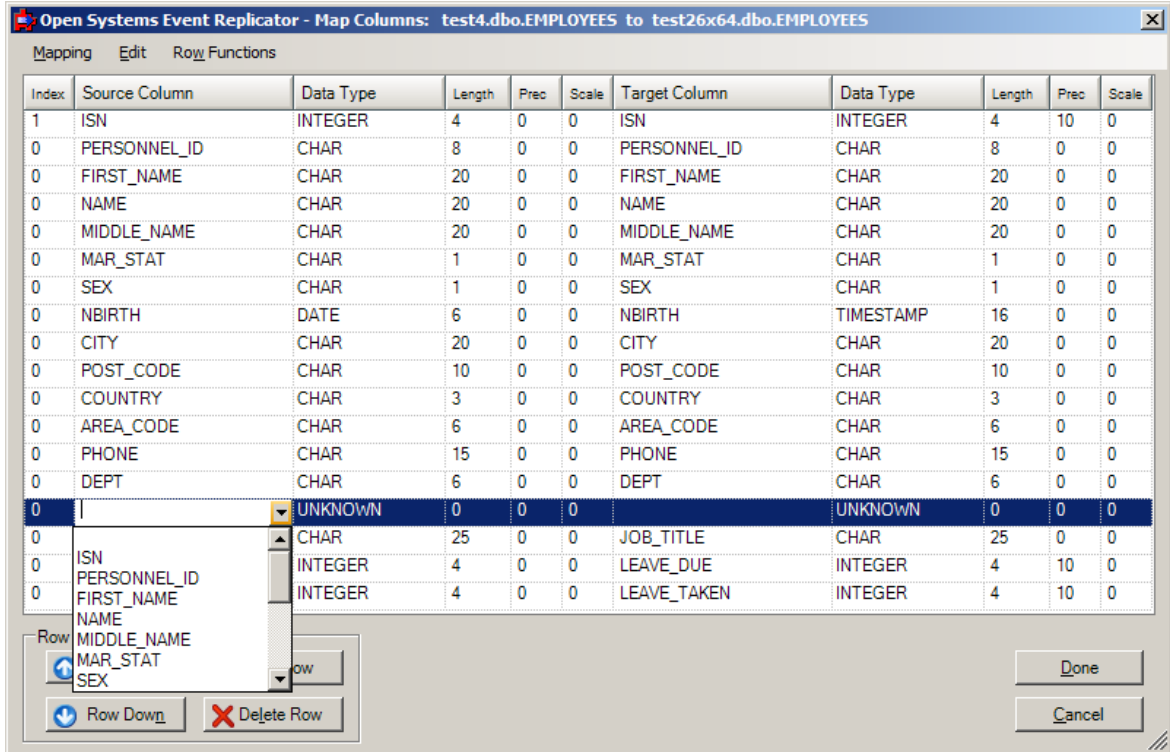 Open Systems Event Replicator - Map Columns: test4.dbo.EMPLOYEES to test26x64.dbo.EMPLOYEES
Mapping Edit Row Functions
Index Source Column Data Type Length Prec Scale Target Column Data Type Length Prec Scale
1 ISN INTEGER 4 0 0 ISN INTEGER 4 10 0
0 PERSONNEL_ID CHAR 8 0 0 PERSONNEL_ID CHAR 8 0 0
0 FIRST_NAME CHAR 20 0 0 FIRST_NAME CHAR 20 0 0
0 NAME CHAR 20 0 0 NAME CHAR 20 0 0
0 MIDDLE_NAME CHAR 20 0 0 MIDDLE_NAME CHAR 20 0 0
0 MAR_STAT CHAR 1 0 0 MAR_STAT CHAR 1 0 0
0 SEX CHAR 1 0 0 SEX CHAR 1 0 0
0 NBIRTH DATE 6 0 0 NBIRTH TIMESTAMP 16 0 0
0 CITY CHAR 20 0 0 CITY CHAR 20 0 0
0 POST_CODE CHAR 10 0 0 POST_CODE CHAR 10 0 0
0 COUNTRY CHAR 3 0 0 COUNTRY CHAR 3 0 0
0 AREA_CODE CHAR 6 0 0 AREA_CODE CHAR 6 0 0
0 PHONE CHAR 15 0 0 PHONE CHAR 15 0 0
0 DEPT CHAR 6 0 0 DEPT CHAR 6 0 0
0 UNKNOWN 0 0 0 UNKNOWN 0 0 0
0 CHAR 25 0 0 JOB_TITLE CHAR 25 0 0
0 INTEGER 4 0 0 LEAVE_DUE INTEGER 4 10 0
0 INTEGER 4 0 0 LEAVE_TAKEN INTEGER 4 10 0
ISN
PERSONNEL_ID
FIRST_NAME
NAME
MIDDLE_NAME
MAR_STAT
SEX
Row
ow
Row Down Delete Row
Done
Cancel